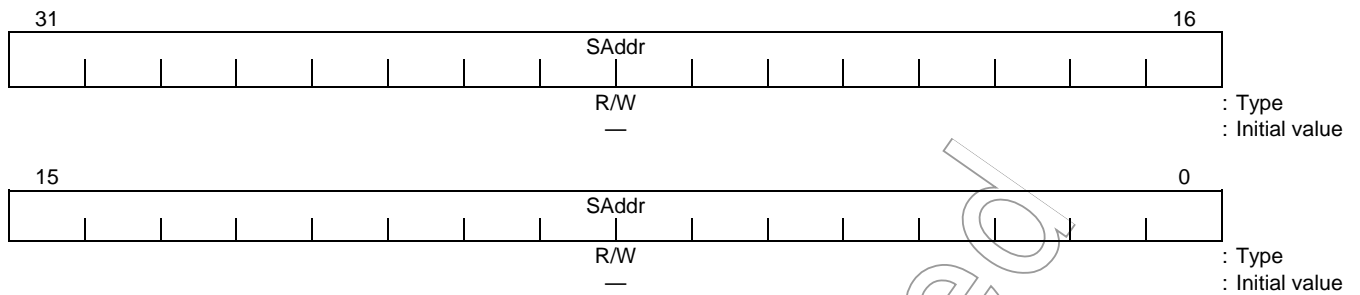 31 16
SAddr
R/W : Type
— : Initial value
15 0
SAddr
R/W : Type
— : Initial value